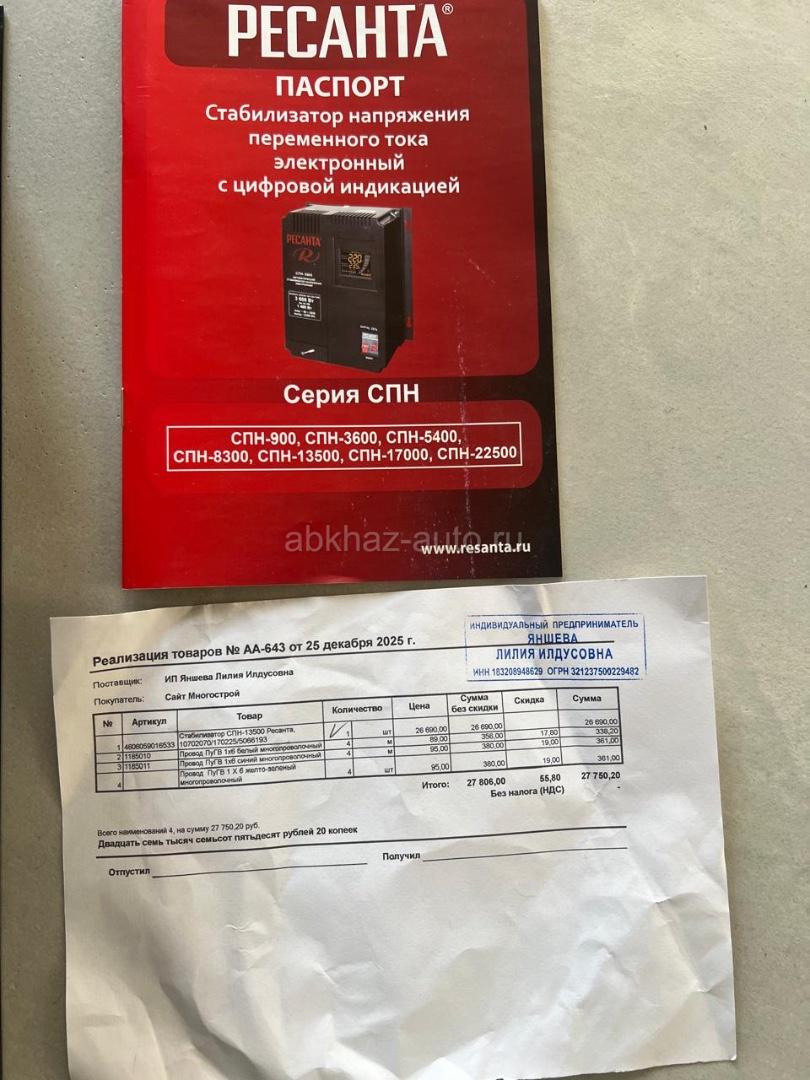 РЕСАНТА®
ПАСПОРТ
Стабилизатор напряжения
переменного тока
электронный
с цифровой индикацией
РЕСАНТА
Серия СПН
СПН-900, СПН-3600, СПН-5400,
СПН-8300, СПН-13500, СПН-17000, СПН-22500
abkhaz-auto.ru
www.resanta.ru
ИНДИВИДУАЛЬНЫЙ ПРЕДПРИНИМАТЕЛЬ
ЯНШЕВА
ЛИЛИЯ ИЛДУСОВНА
ИНН 183208948629 ОГРН 321237500229482
Реализация товаров № АА-643 от 25 декабря 2025 г.
Поставщик: ИП Яншева Лилия Илдусовна
Покупатель: Сайт Многострой
№ Артикул Товар Количество Цена Сумма без скидки Скидка Сумма
1 4606059016533 Стабилизатор СПН-13500 Ресанта, 10702070/170225/5066193 1 шт 26 690,00 26 690,00 26 690,00
2 1185010 Провод ПуГВ 1х6 белый многопроволочный 4 м 89,00 356,00 17,80 338,20
3 1185011 Провод ПуГВ 1х6 синий многопроволочный 4 м 95,00 380,00 19,00 361,00
4 Провод ПуГВ 1 Х 6 желто-зеленый многопроволочный 4 шт 95,00 380,00 19,00 361,00
Итого: 27 806,00 55,80 27 750,20
Без налога (НДС) -
Всего наименований 4, на сумму 27 750,20 руб.
Двадцать семь тысяч семьсот пятьдесят рублей 20 копеек
Отпустил Получил